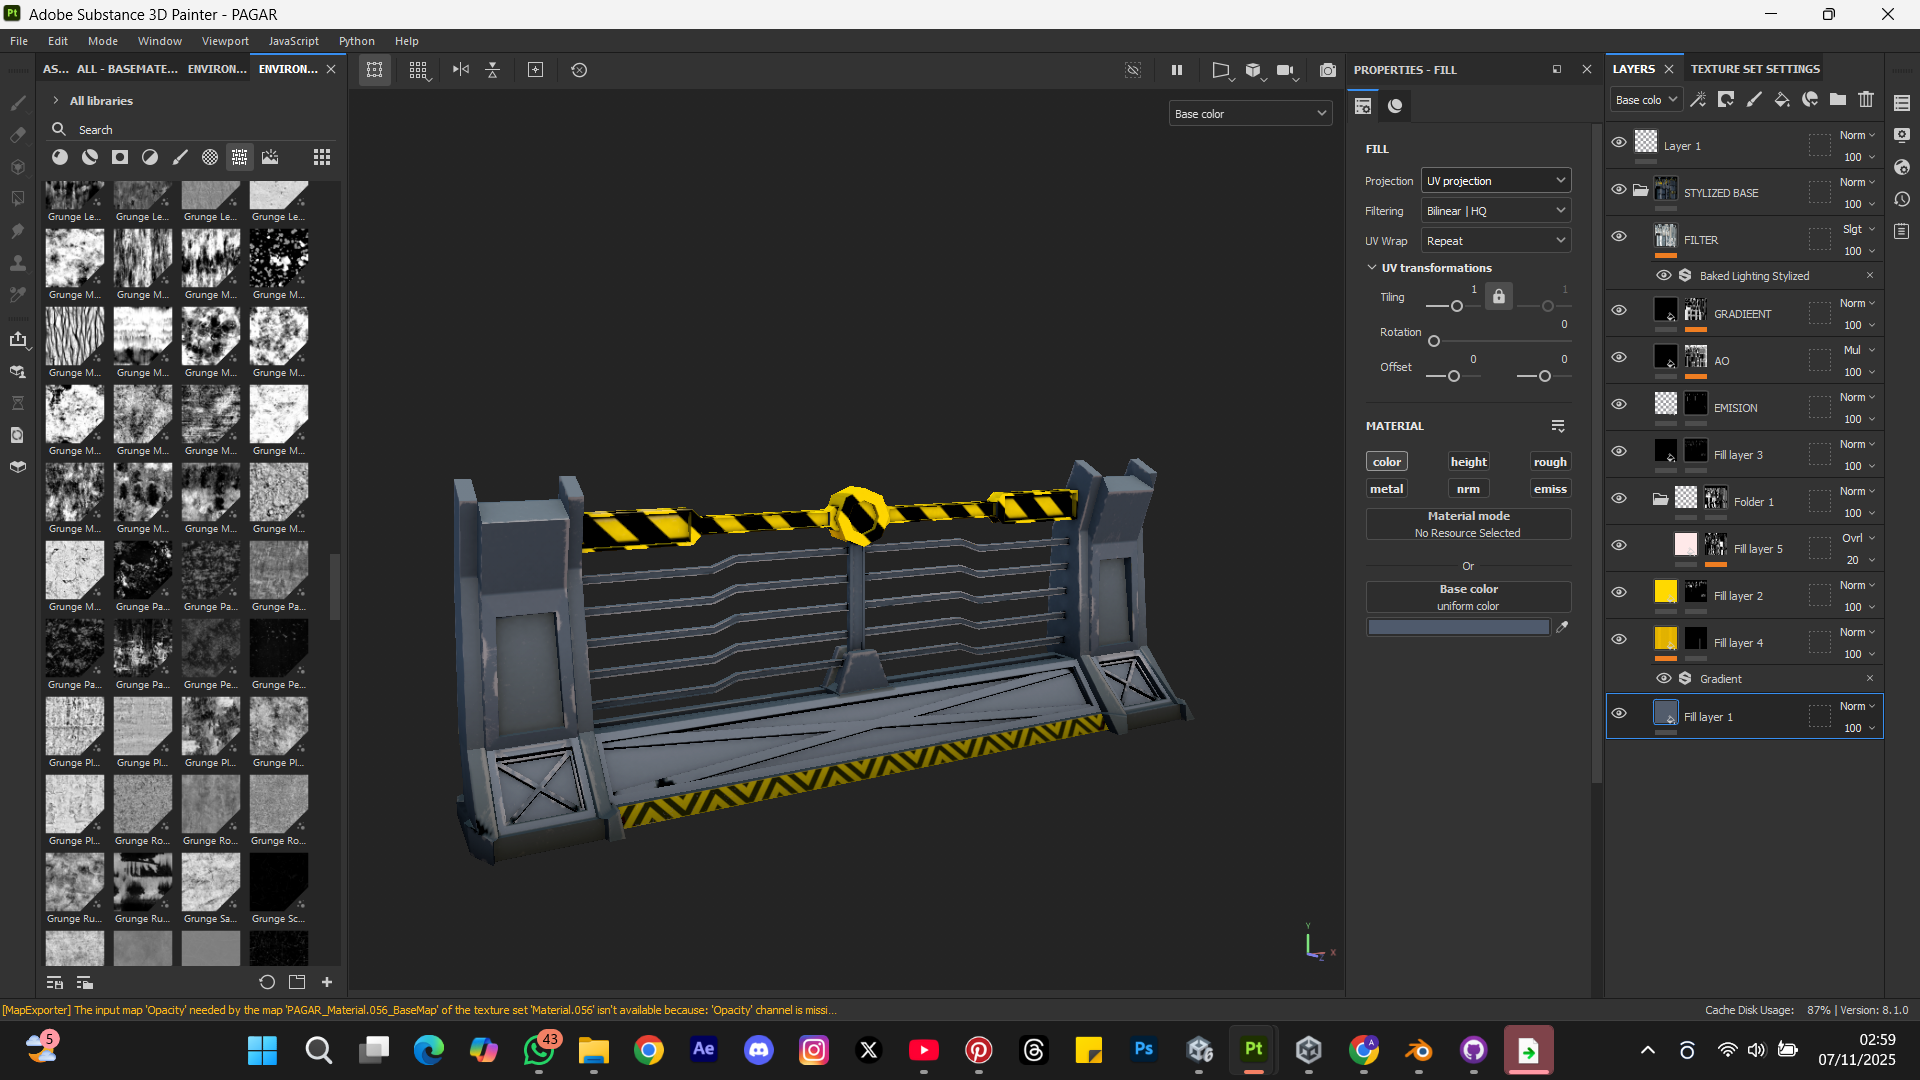 Pt Adobe Substance 3D Painter - PAGAR
File Edit Mode Window Viewport JavaScript Python Help
AS... ALL - BASEMATE... ENVIRON... ENVIRON...
All libraries
Search
Grunge Le... Grunge Le... Grunge Le... Grunge Le...
Grunge M... Grunge M... Grunge M... Grunge M...
Grunge M... Grunge M... Grunge M... Grunge M...
Grunge M... Grunge M... Grunge M... Grunge M...
Grunge M... Grunge M... Grunge M... Grunge M...
Grunge M... Grunge Pa... Grunge Pa... Grunge Pa...
Grunge Pa... Grunge Pa... Grunge Pe... Grunge Pe...
Grunge Pl... Grunge Pl... Grunge Pl... Grunge Pl...
Grunge Pl... Grunge Ro... Grunge Ro... Grunge Ro...
Grunge Ru... Grunge Ru... Grunge Sa... Grunge Sc...
Base color
Y
X
Z
PROPERTIES - FILL
FILL
Projection UV projection
Filtering Bilinear | HQ
UV Wrap Repeat
UV transformations
Tiling 1 1
Rotation 0
Offset 0 0
MATERIAL
color height rough
metal nrm emiss
Material mode
No Resource Selected
Or
Base color
uniform color
LAYERS TEXTURE SET SETTINGS
Base colo
Layer 1 Norm 100
STYLIZED BASE Norm 100
FILTER Slgt 100
Baked Lighting Stylized
GRADIEENT Norm 100
AO Mul 100
EMISION Norm 100
Fill layer 3 Norm 100
Folder 1 Norm 100
Fill layer 5 Ovrl 20
Fill layer 2 Norm 100
Fill layer 4 Norm 100
Gradient
Fill layer 1 Norm 100
[MapExporter] The input map 'Opacity' needed by the map 'PAGAR_Material.056_BaseMap' of the texture set 'Material.056' isn't available because: 'Opacity' channel is missi...
Cache Disk Usage: 87% | Version: 8.1.0
5
43
Ae
Ps
6
Pt
A
02:59
07/11/2025